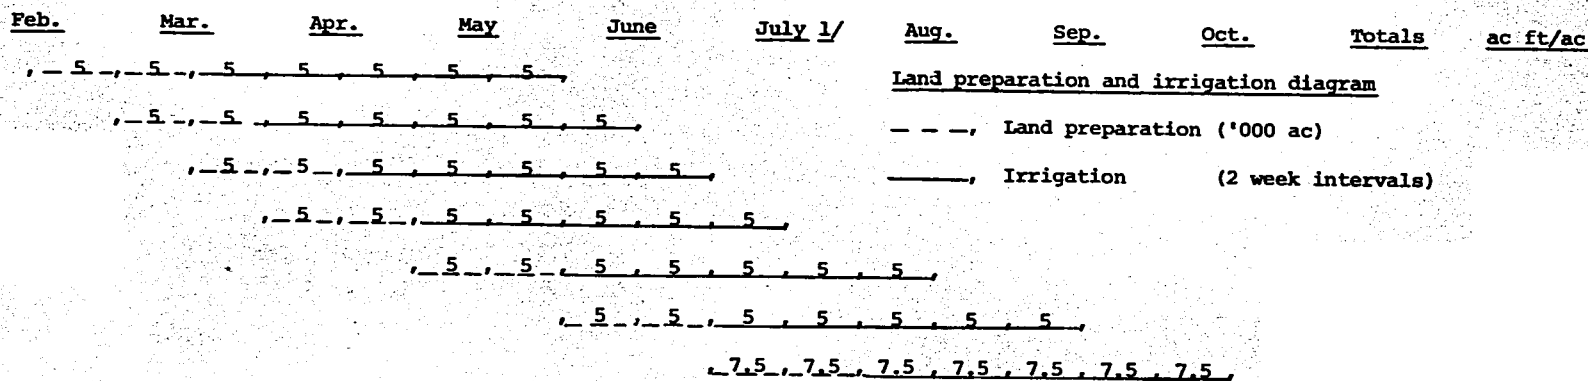 Feb. Mar. Apr. May June July 1/ Aug. Sep. Oct. Totals ac ft/ac
, _ 5 _, _ 5 _, 5 , 5 , 5 , 5 , 5 ,
Land preparation and irrigation diagram
, _ 5 _, _ 5 _, 5 , 5 , 5 , 5 , 5 ,
_ _ _, Land preparation ('000 ac)
, _ 5 _, _ 5 _, 5 , 5 , 5 , 5 , 5 ,
______, Irrigation (2 week intervals)
, _ 5 _, _ 5 _, 5 , 5 , 5 , 5 , 5 ,
, _ 5 _, _ 5 _, 5 , 5 , 5 , 5 , 5 ,
, _ 5 _, _ 5 _, 5 , 5 , 5 , 5 , 5 ,
, _ 7.5 _, _ 7.5 _, 7.5 , 7.5 , 7.5 , 7.5 , 7.5 ,